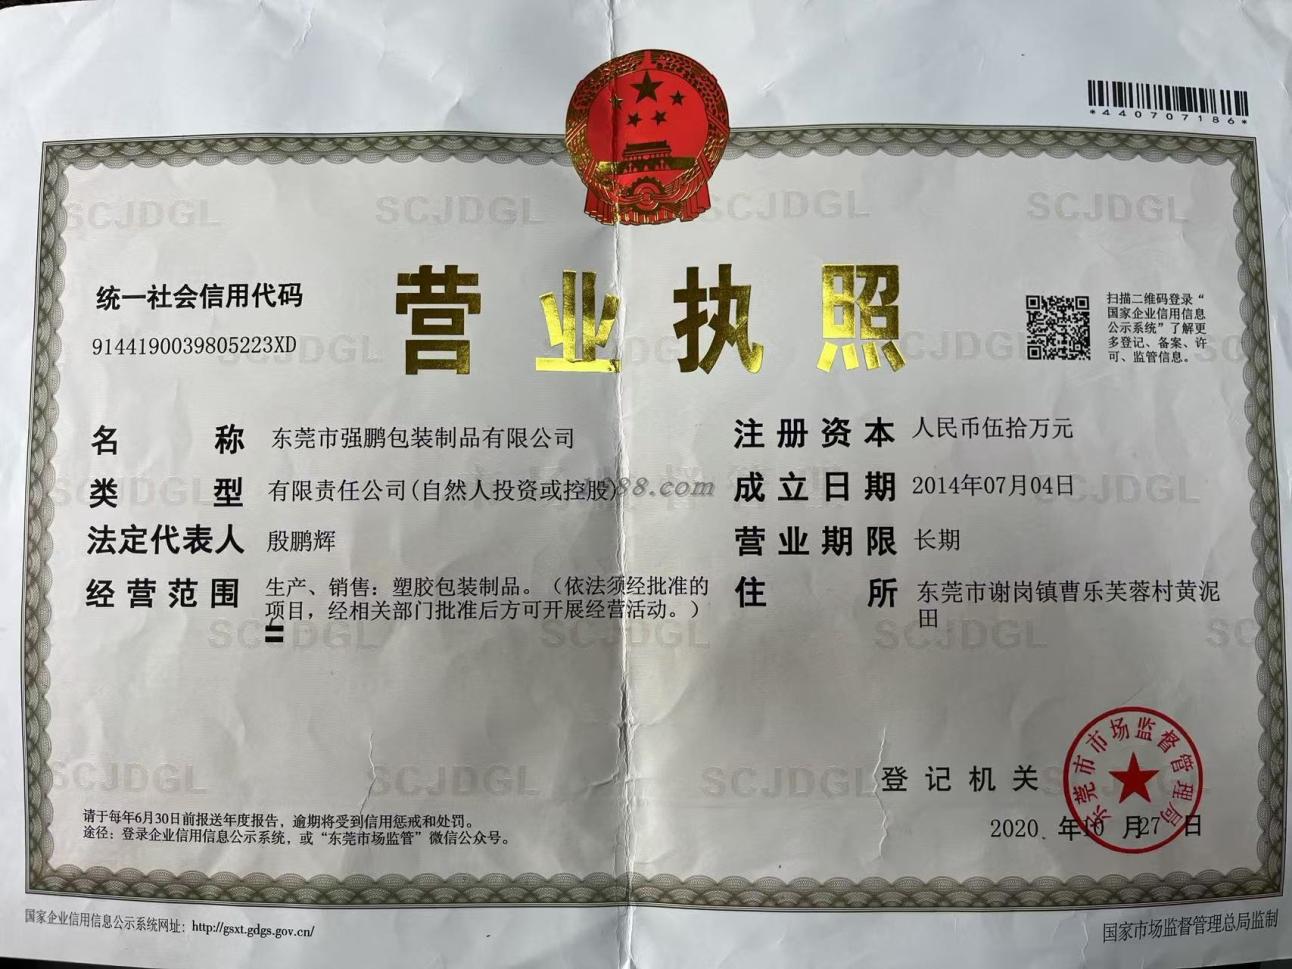 *440707186*
SCJDGL SCJDGL SCJDGL SCJDGL
营业执照
统一社会信用代码
9144190039805223XD
扫描二维码登录“
国家企业信用信息
公示系统”了解更
多登记、备案、许
可、监管信息。
名称 东莞市强鹏包装制品有限公司
类型 有限责任公司(自然人投资或控股)
法定代表人 殷鹏辉
经营范围 生产、销售：塑胶包装制品。（依法须经批准的
项目，经相关部门批准后方可开展经营活动。）
注册资本 人民币伍拾万元
成立日期 2014年07月04日
营业期限 长期
住所 东莞市谢岗镇曹乐芙蓉村黄泥
田
SCJDGL SCJDGL SCJDGL
SCJDGL SCJDGL SCJDGL
登记机关
东莞市市场监督管理局
2020 年10 月27 日
请于每年6月30日前报送年度报告，逾期将受到信用惩戒和处罚。
途径：登录企业信用信息公示系统，或“东莞市场监管”微信公众号。
国家企业信用信息公示系统网址：http://gsxt.gdgs.gov.cn/
国家市场监督管理总局监制